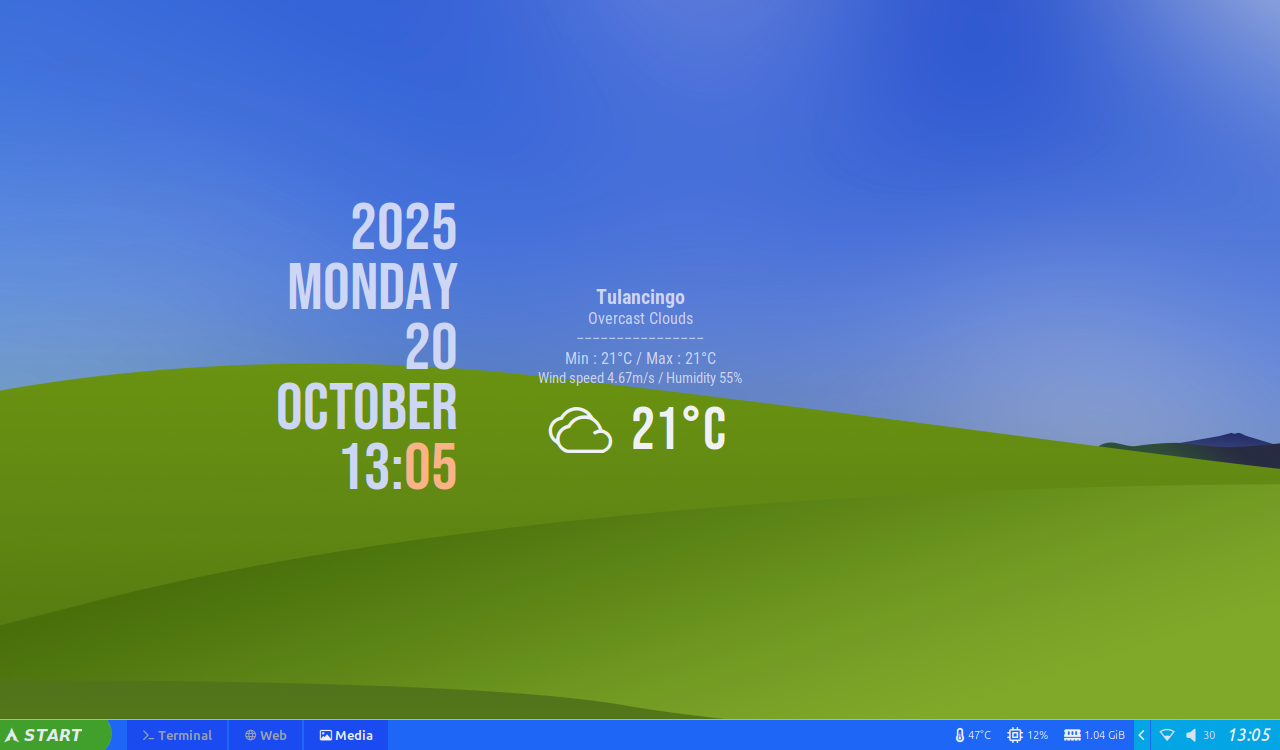 2025
MONDAY
20
OCTOBER
13:05
Tulancingo
Overcast Clouds
----------------
Min : 21°C / Max : 21°C
Wind speed 4.67m/s / Humidity 55%
21°C
START Terminal Web Media 47°C 12% 1.04 GiB 30 13:05